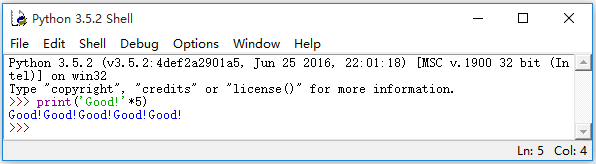 Python 3.5.2 Shell
File Edit Shell Debug Options Window Help
Python 3.5.2 (v3.5.2:4def2a2901a5, Jun 25 2016, 22:01:18) [MSC v.1900 32 bit (In
tel)] on win32
Type "copyright", "credits" or "license()" for more information.
>>> print('Good!'*5)
Good!Good!Good!Good!Good!
>>>
Ln: 5 Col: 4